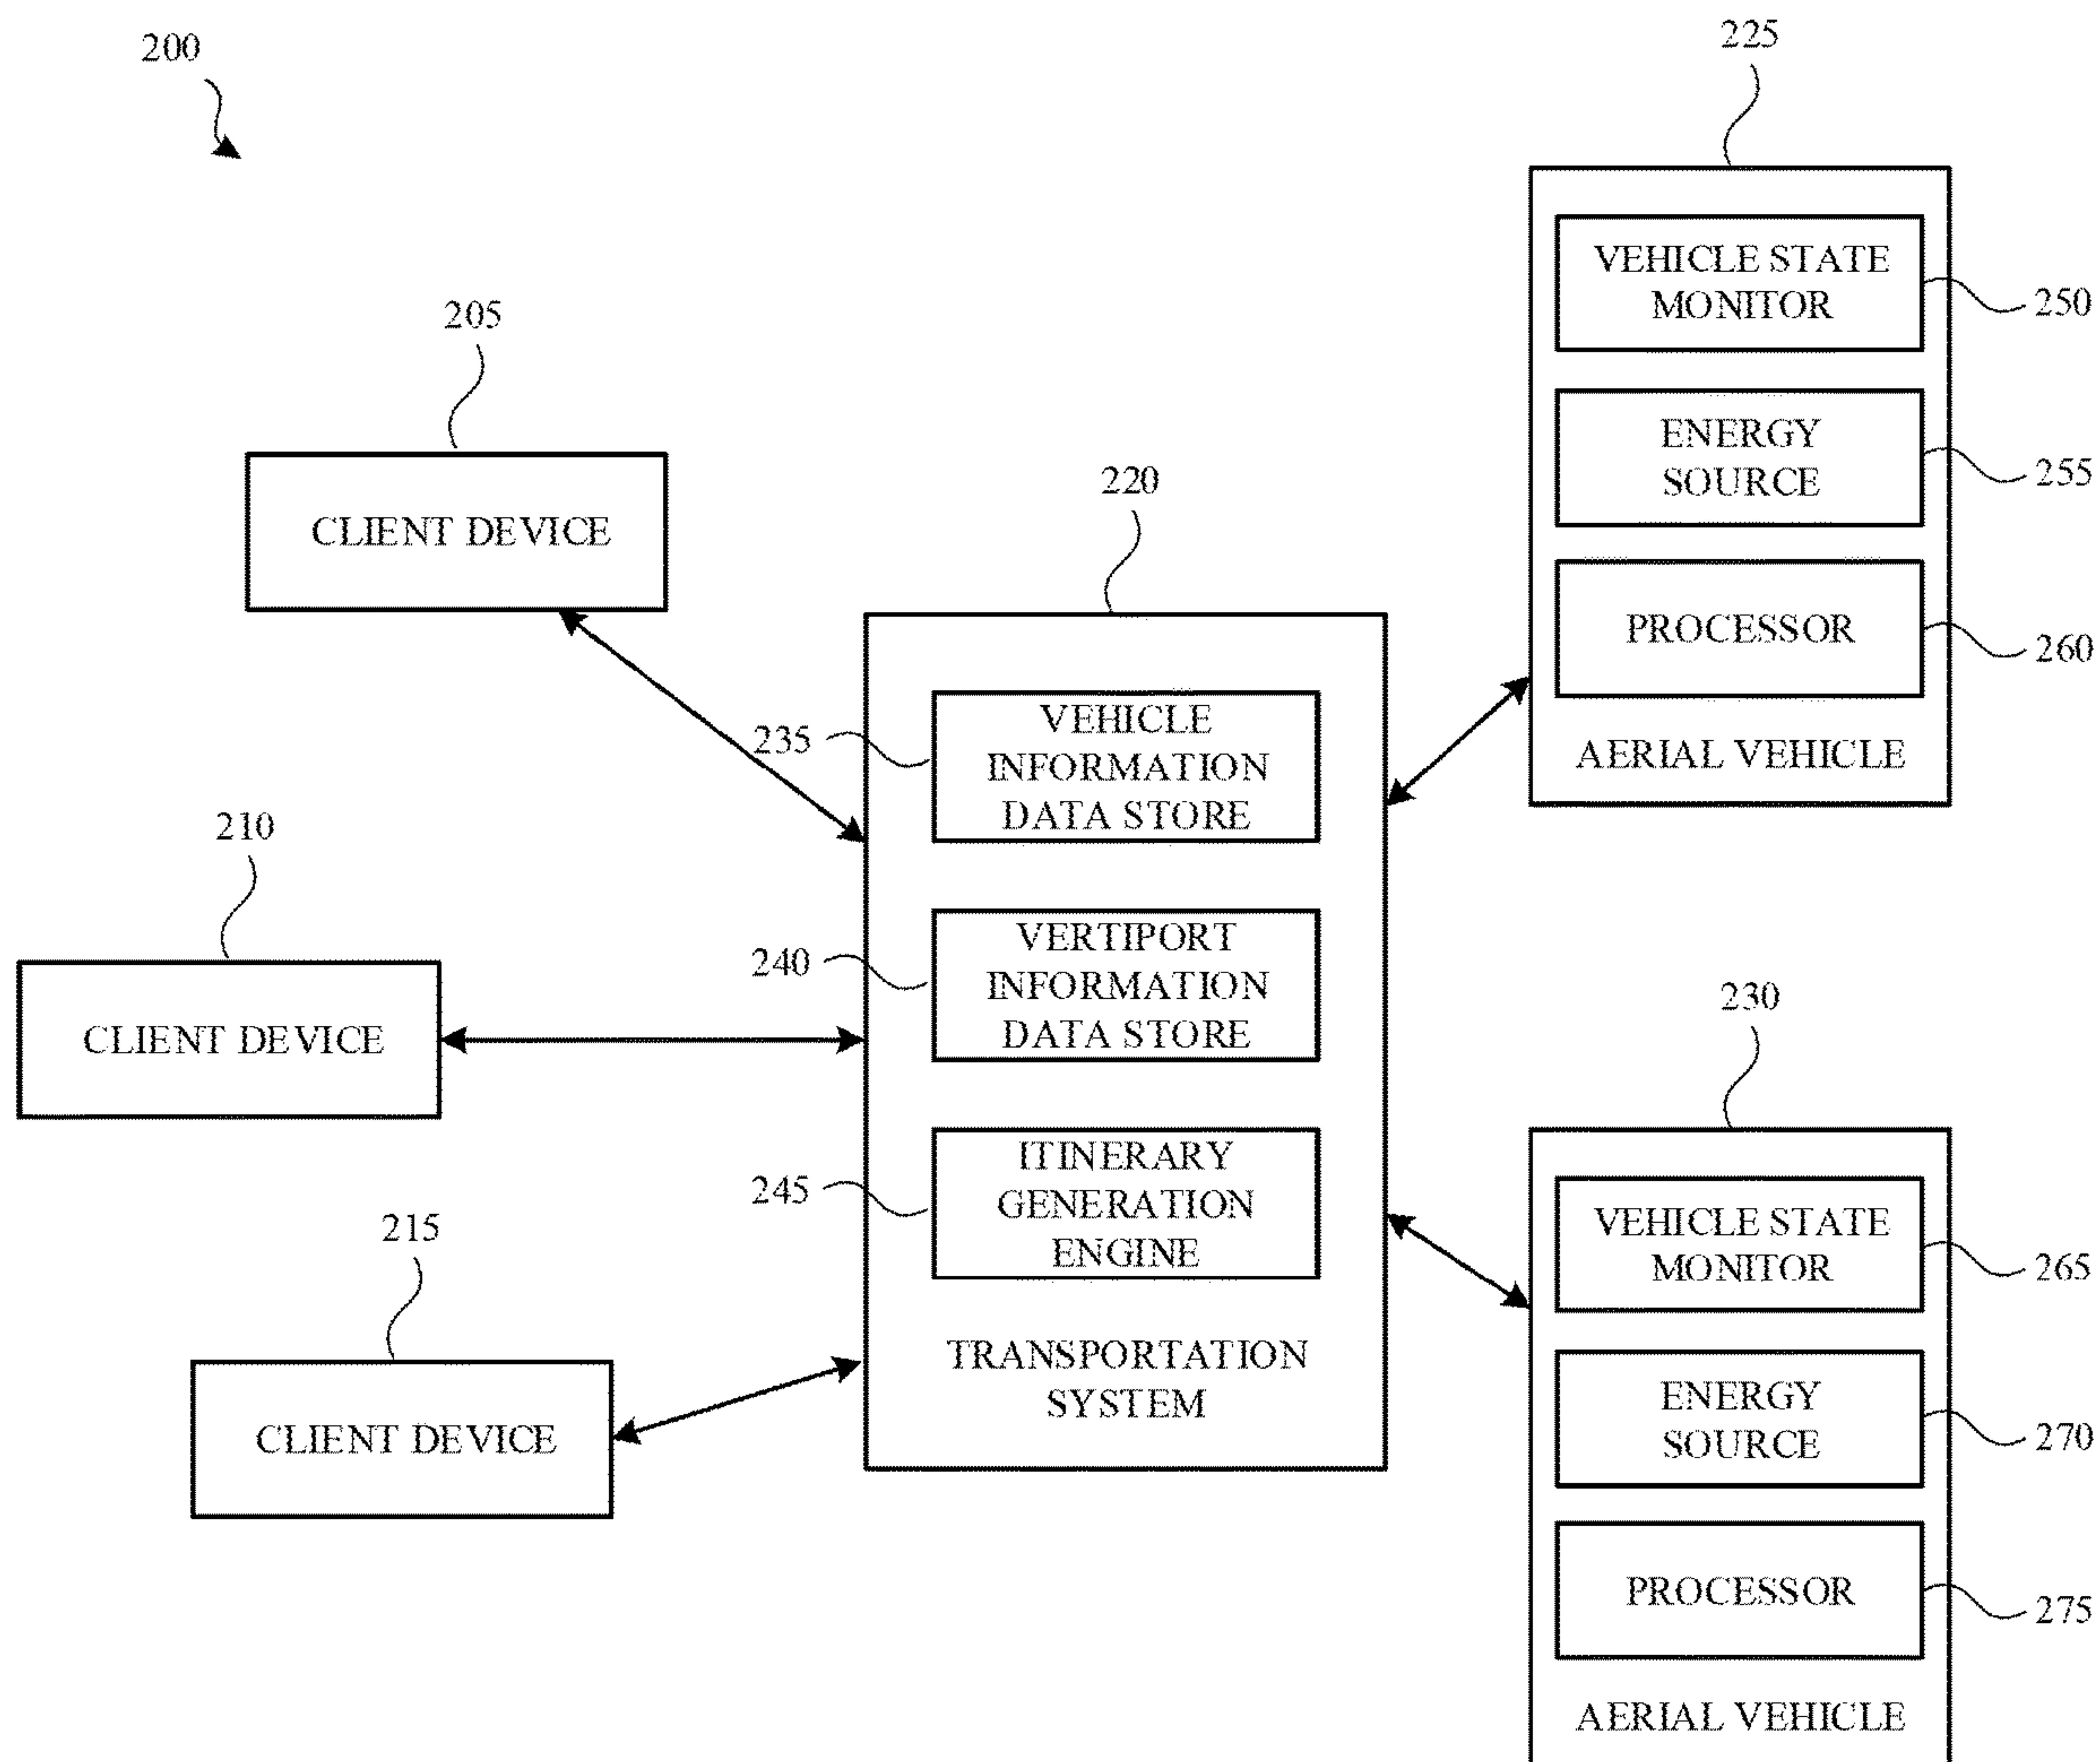 200
225
VEHICLE STATE
MONITOR
250
205
ENERGY
SOURCE
255
CLIENT DEVICE
220
PROCESSOR
260
AERIAL VEHICLE
235
VEHICLE
INFORMATION
DATA STORE
210
CLIENT DEVICE
240
VERTIPORT
INFORMATION
DATA STORE
230
245
ITINERARY
GENERATION
ENGINE
VEHICLE STATE
MONITOR
265
215
CLIENT DEVICE
TRANSPORTATION
SYSTEM
ENERGY
SOURCE
270
PROCESSOR
275
AERIAL VEHICLE